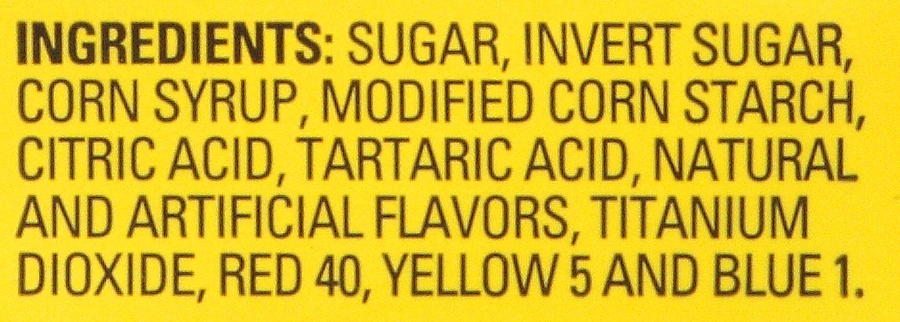 INGREDIENTS: SUGAR, INVERT SUGAR,
CORN SYRUP, MODIFIED CORN STARCH,
CITRIC ACID, TARTARIC ACID, NATURAL
AND ARTIFICIAL FLAVORS, TITANIUM
DIOXIDE, RED 40, YELLOW 5 AND BLUE 1.